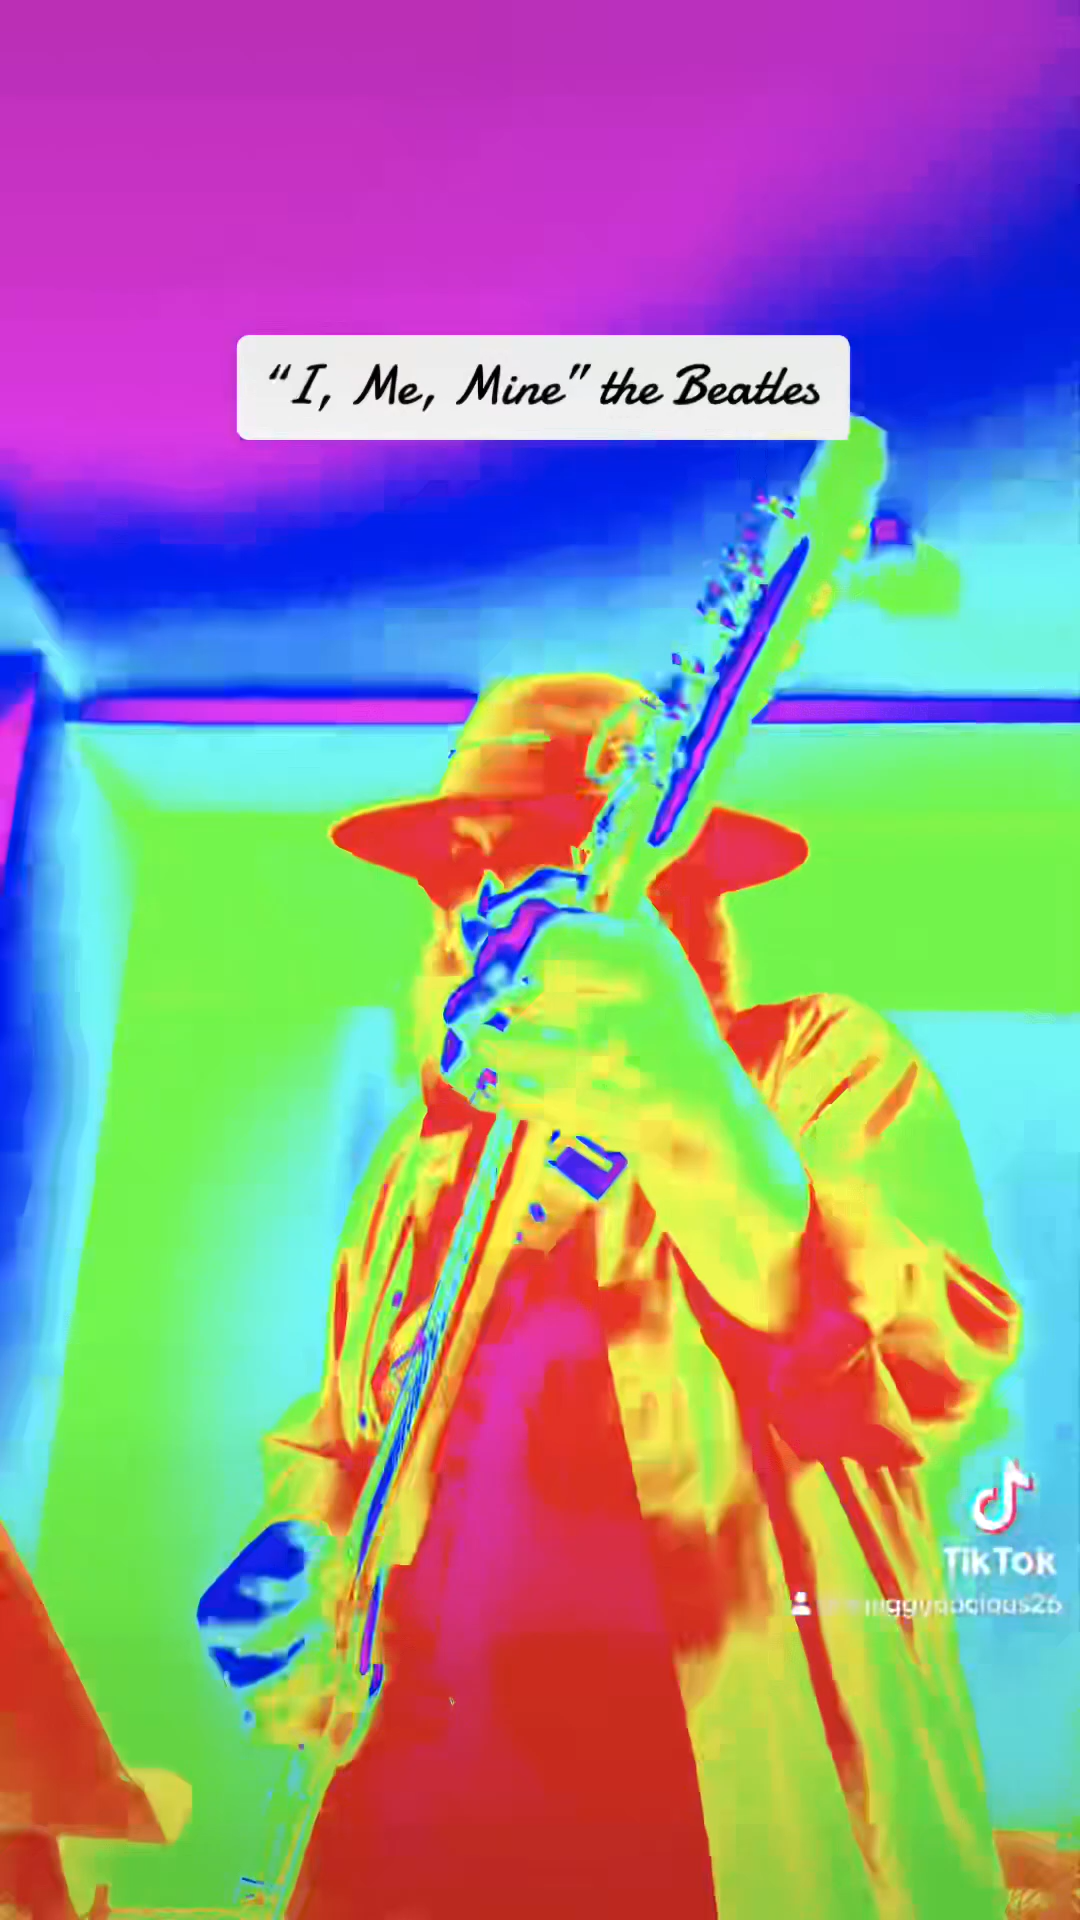 “I, Me, Mine” the Beatles
TikTok